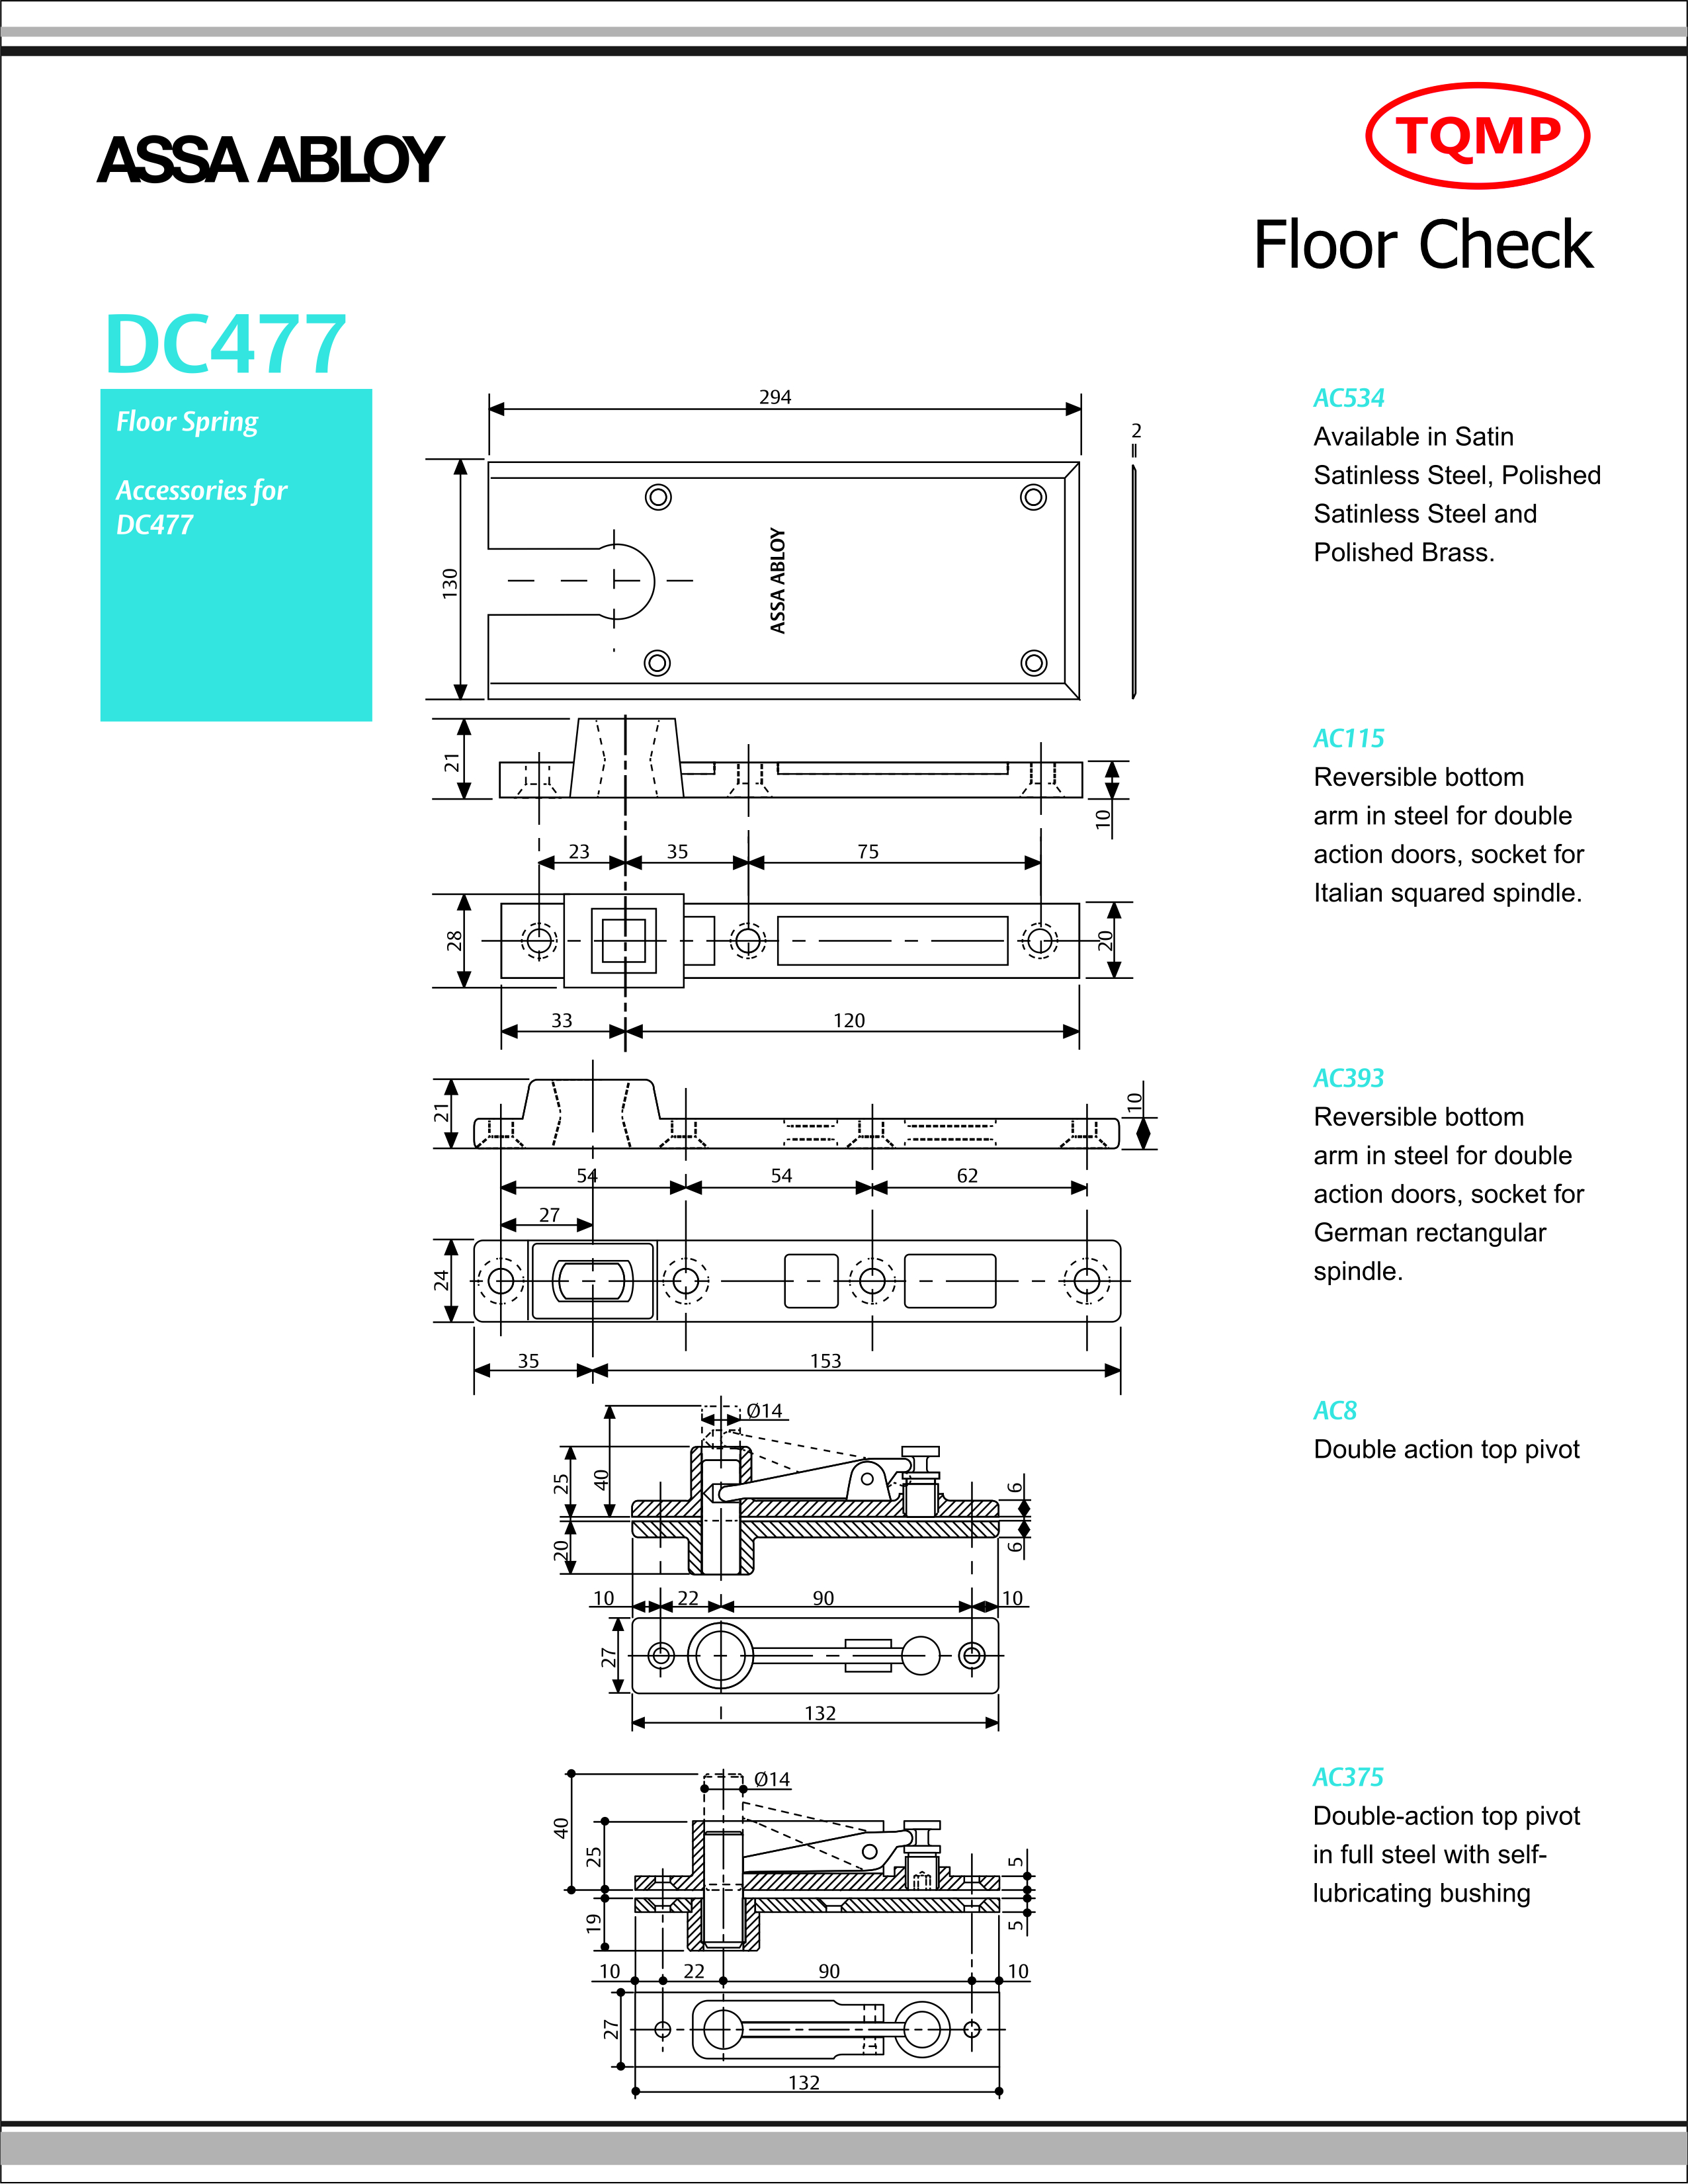 ASSA ABLOY
TQMP
Floor Check
DC477
Floor Spring
Accessories for
DC477
294
2
130
ASSA ABLOY
AC534
Available in Satin
Satinless Steel, Polished
Satinless Steel and
Polished Brass.
21
10
23 35 75
28
20
33 120
AC115
Reversible bottom
arm in steel for double
action doors, socket for
Italian squared spindle.
21
10
54 54 62
27
24
35 153
AC393
Reversible bottom
arm in steel for double
action doors, socket for
German rectangular
spindle.
Ø14
25
40
6
20
6
10 22 90 10
27
132
AC8
Double action top pivot
Ø14
40
25
5
19
5
10 22 90 10
27
132
AC375
Double-action top pivot
in full steel with self-
lubricating bushing